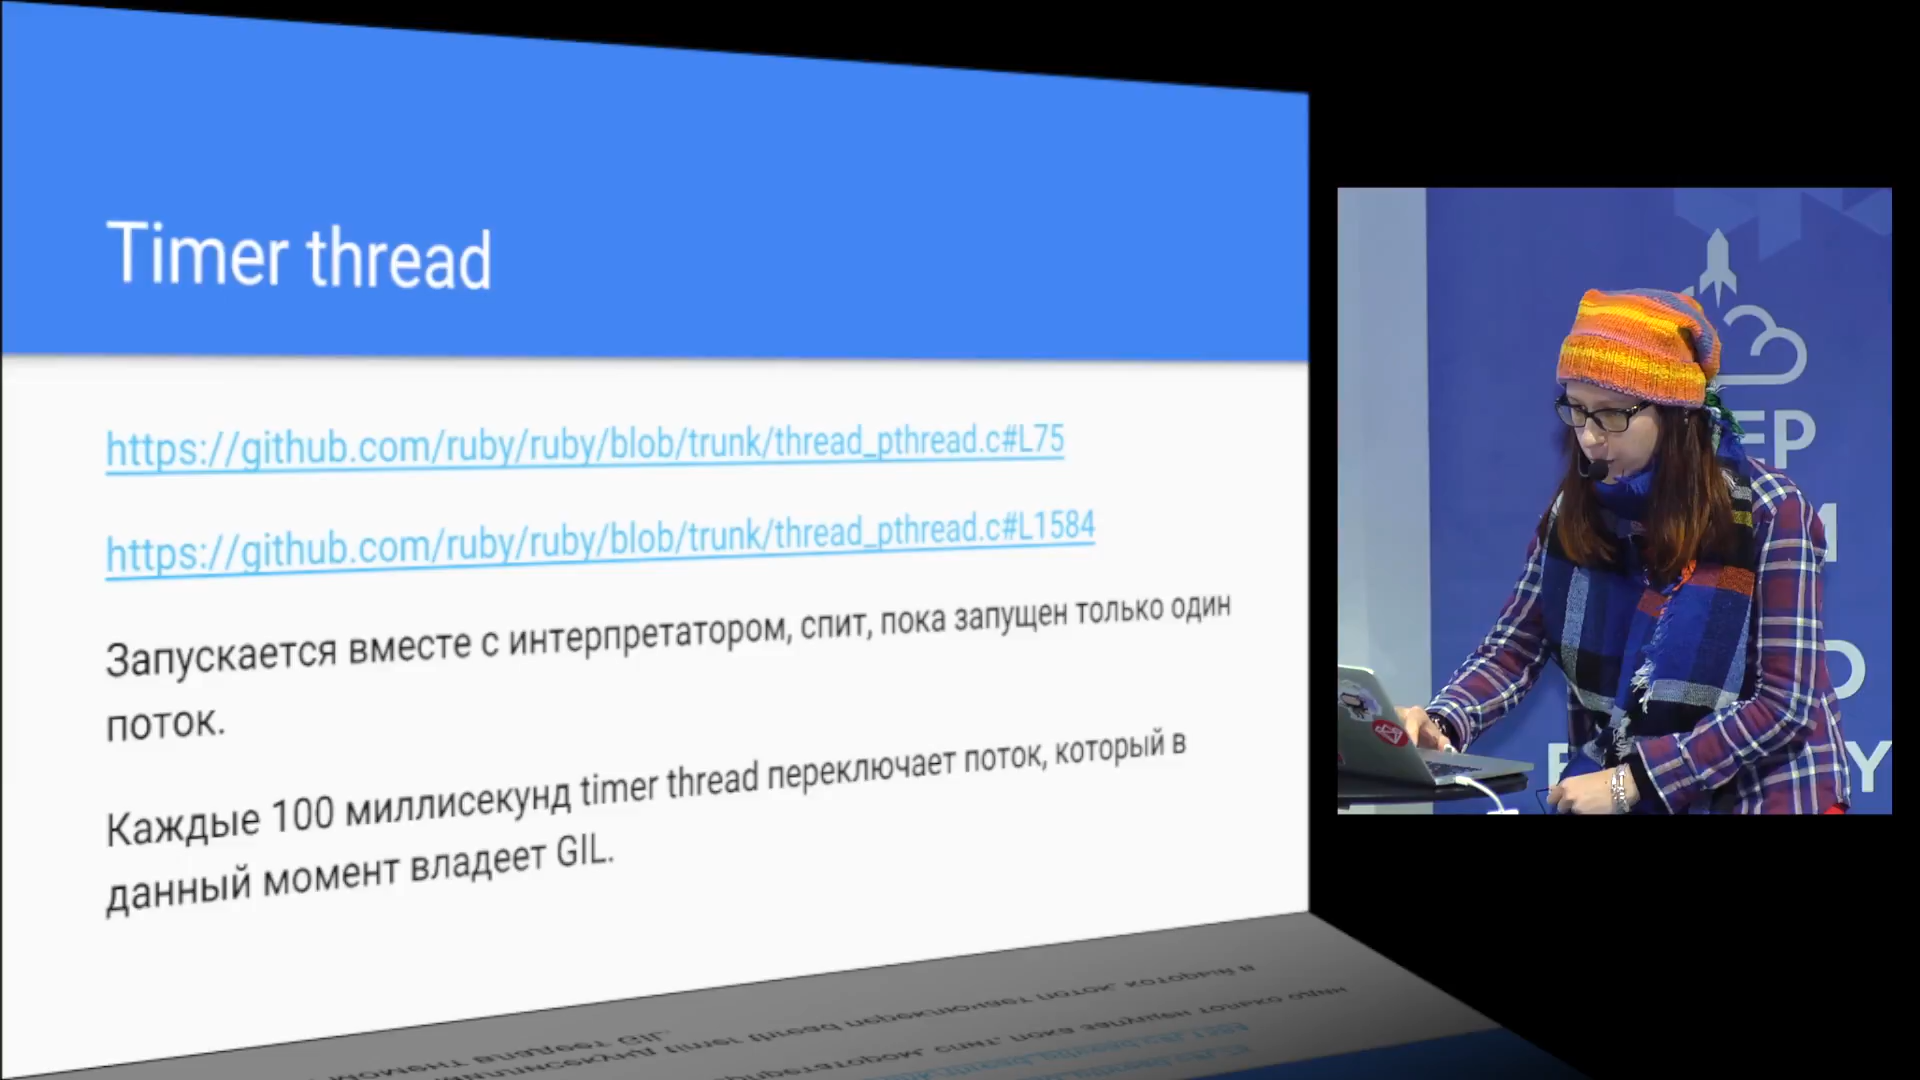 Timer thread
https://github.com/ruby/ruby/blob/trunk/thread_pthread.c#L75
https://github.com/ruby/ruby/blob/trunk/thread_pthread.c#L1584
Запускается вместе с интерпретатором, спит, пока запущен только один
поток.
Каждые 100 миллисекунд timer thread переключает поток, который в
данный момент владеет GIL.